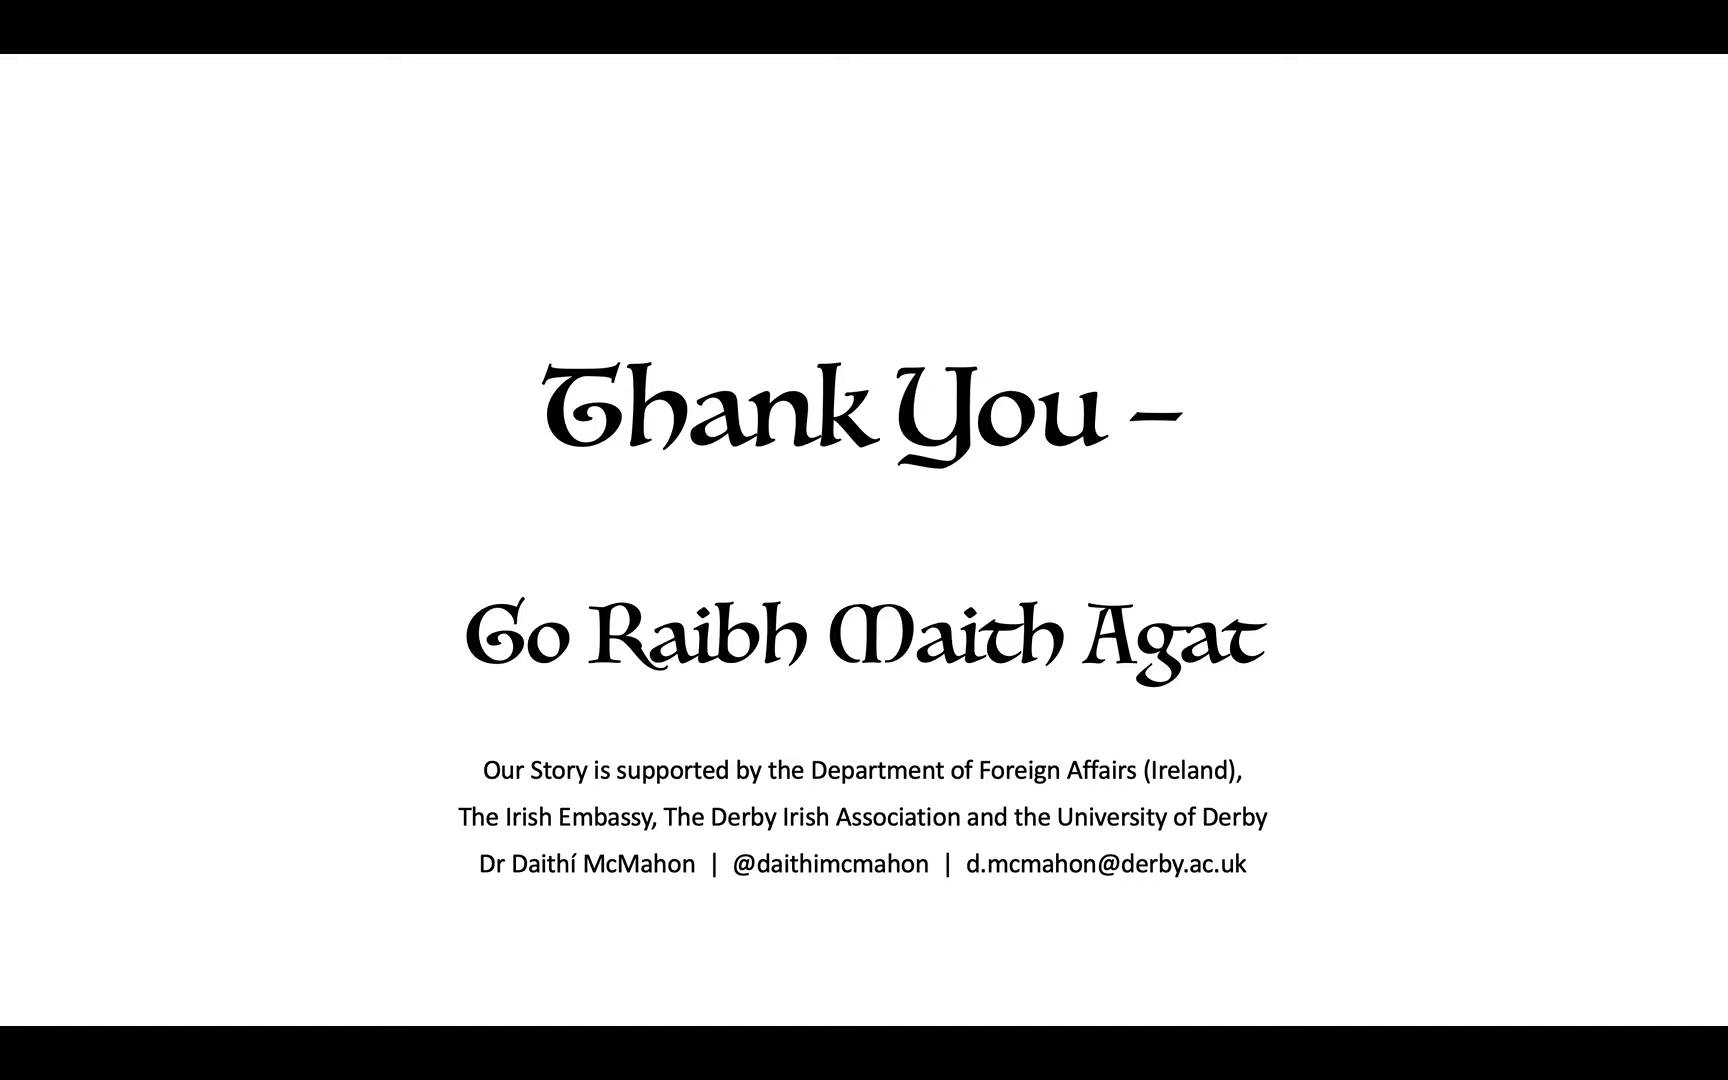 Thank You –
Go Raibh Maith Agat
Our Story is supported by the Department of Foreign Affairs (Ireland),
The Irish Embassy, The Derby Irish Association and the University of Derby
Dr Daithí McMahon | @daithimcmahon | d.mcmahon@derby.ac.uk